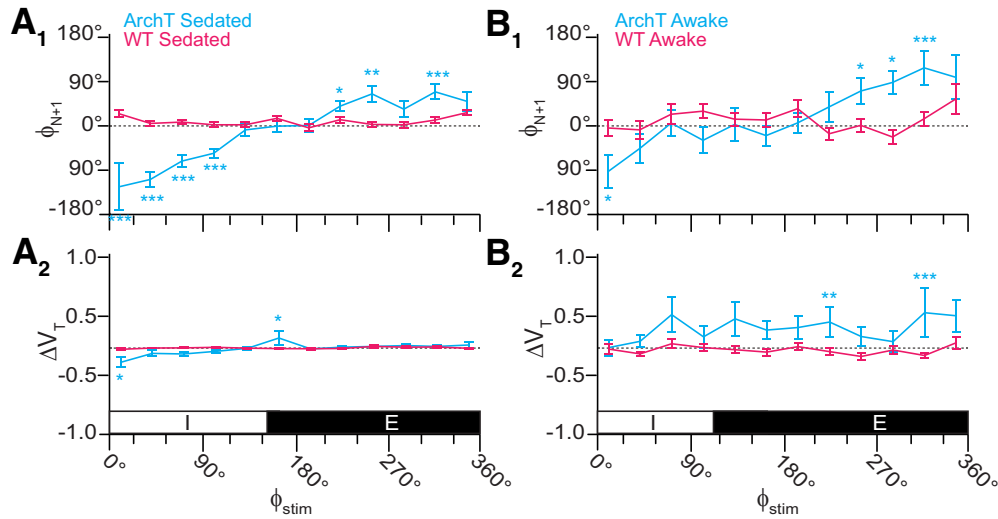 A1
ArchT Sedated
WT Sedated
180°
90°
0°
90°
-180°
ϕN+1
* ** ***
*** *** *** ***
B1
ArchT Awake
WT Awake
180°
90°
0°
90°
-180°
ϕN+1
* * ***
*
A2
1.0
0.5
-0.5
-1.0
ΔVT
*
*
I E
0° 90° 180° 270° 360°
ϕstim
B2
1.0
0.5
-0.5
-1.0
ΔVT
** ***
I E
0° 90° 180° 270° 360°
ϕstim